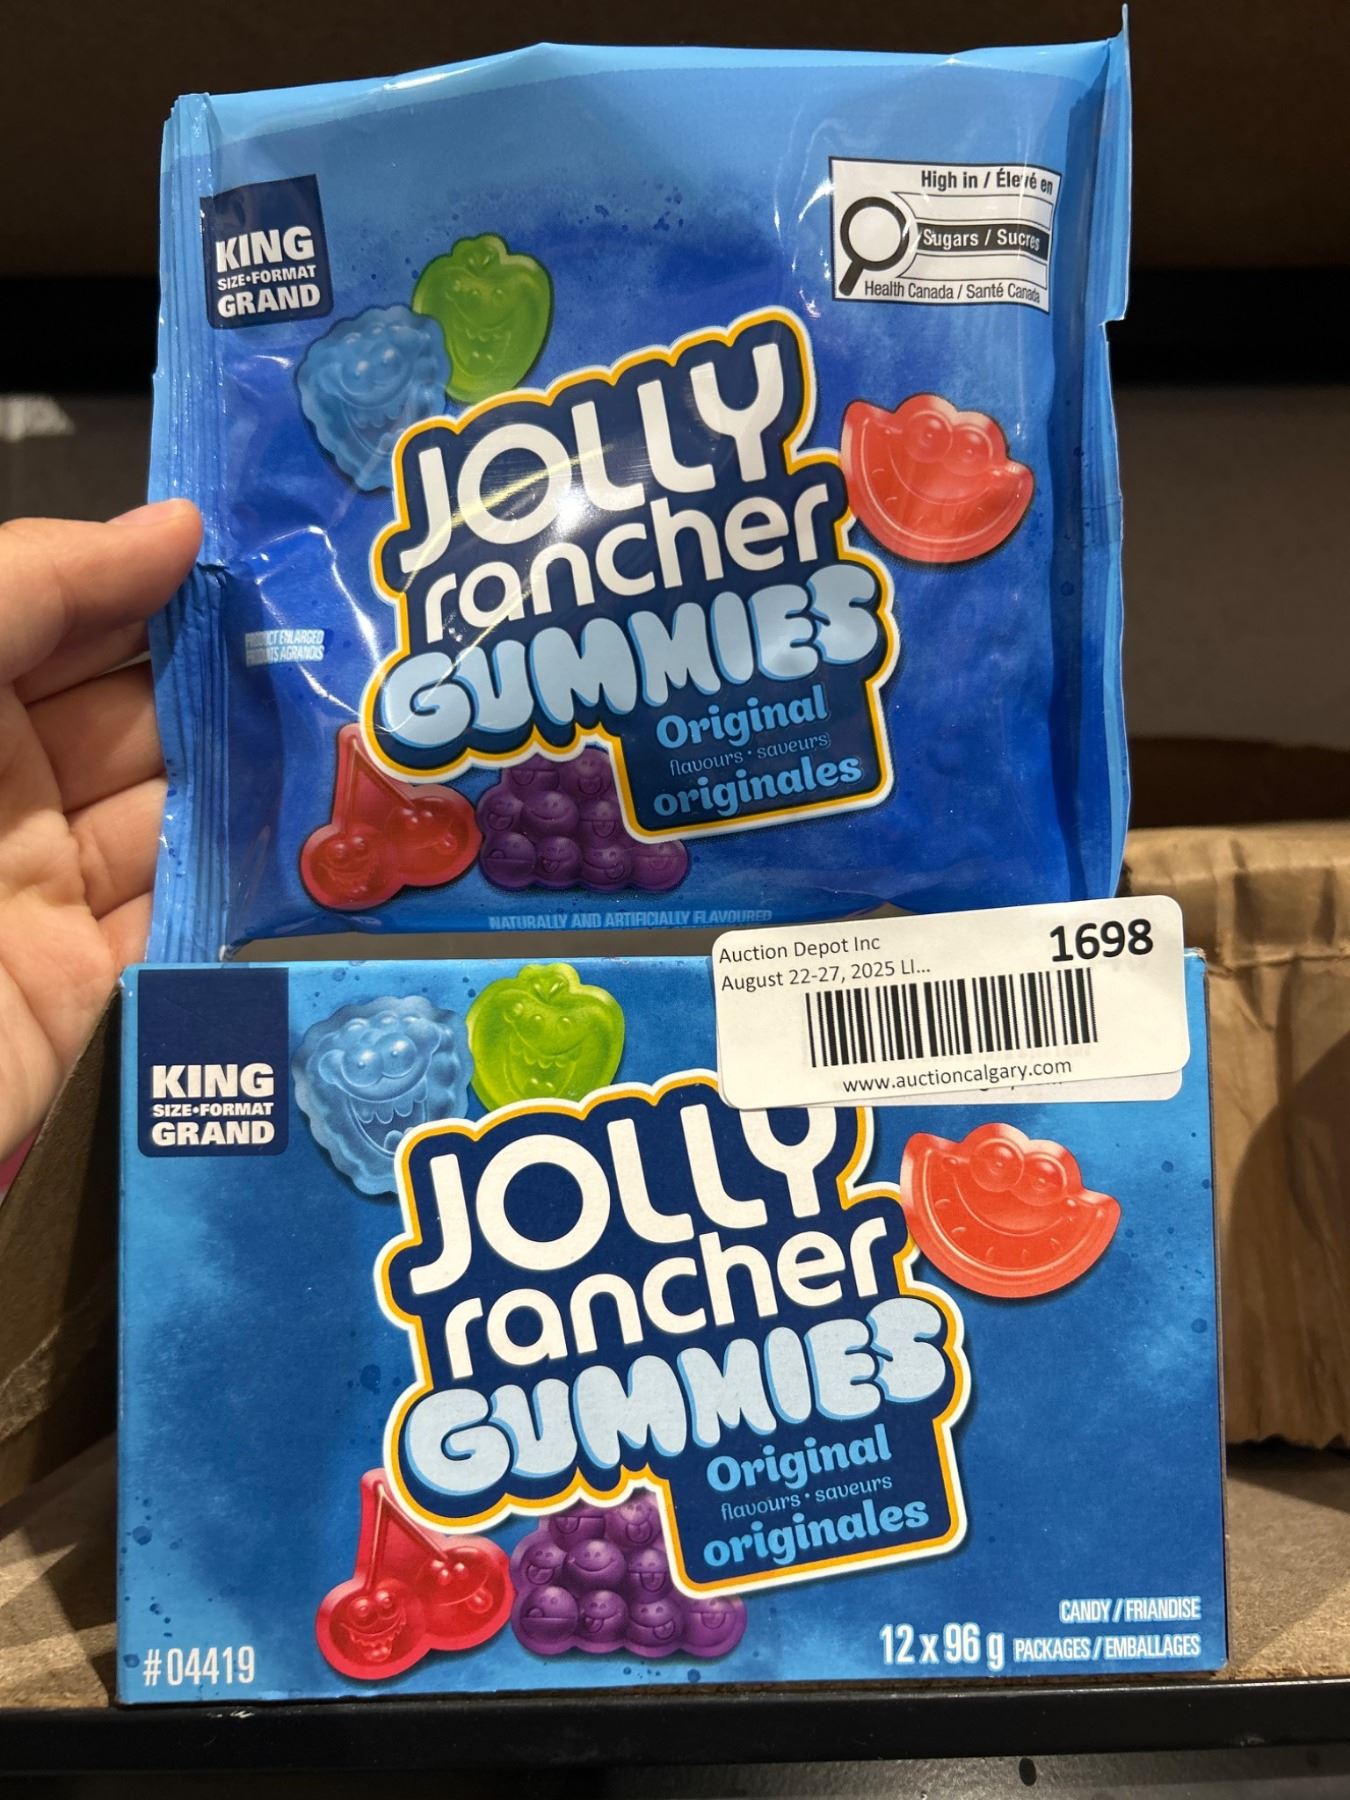 KING
SIZE•FORMAT
GRAND
High in / Élevé en
Sugars / Sucres
Health Canada / Santé Canada
JOLLY
rancher
GUMMIES
Original
flavours • saveurs
originales
ENLARGED
AGRANDIS
NATURALLY AND ARTIFICIALLY FLAVOURED
Auction Depot Inc
1698
August 22-27, 2025 LI...
www.auctioncalgary.com
KING
SIZE•FORMAT
GRAND
JOLLY
rancher
GUMMIES
Original
flavours • saveurs
originales
CANDY / FRIANDISE
12 x 96 g PACKAGES / EMBALLAGES
#04419